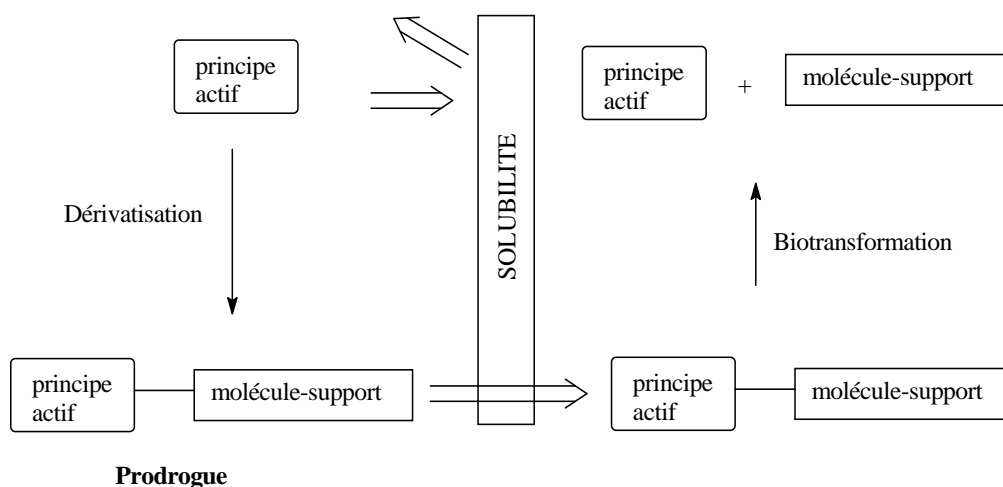 principe
actif
principe
actif
+
molécule-support
SOLUBILITE
Dérivatisation
Biotransformation
principe
actif
molécule-support
principe
actif
molécule-support
Prodrogue